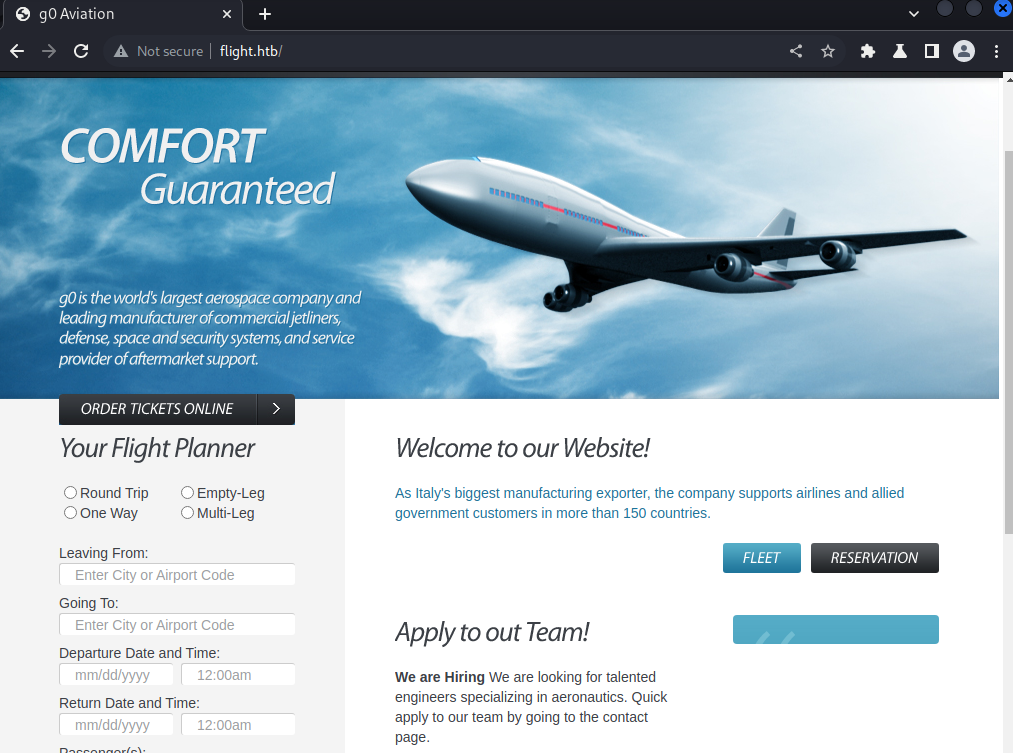 g0 Aviation
Not secure
flight.htb/
COMFORT
Guaranteed
g0 is the world's largest aerospace company and
leading manufacturer of commercial jetliners,
defense, space and security systems, and service
provider of aftermarket support.
ORDER TICKETS ONLINE
Your Flight Planner
Round Trip
Empty-Leg
One Way
Multi-Leg
Leaving From:
Enter City or Airport Code
Going To:
Enter City or Airport Code
Departure Date and Time:
mm/dd/yyyy
12:00am
Return Date and Time:
mm/dd/yyyy
12:00am
Passenger(s):
Welcome to our Website!
As Italy's biggest manufacturing exporter, the company supports airlines and allied
government customers in more than 150 countries.
FLEET
RESERVATION
Apply to out Team!
We are Hiring We are looking for talented
engineers specializing in aeronautics. Quick
apply to our team by going to the contact
page.